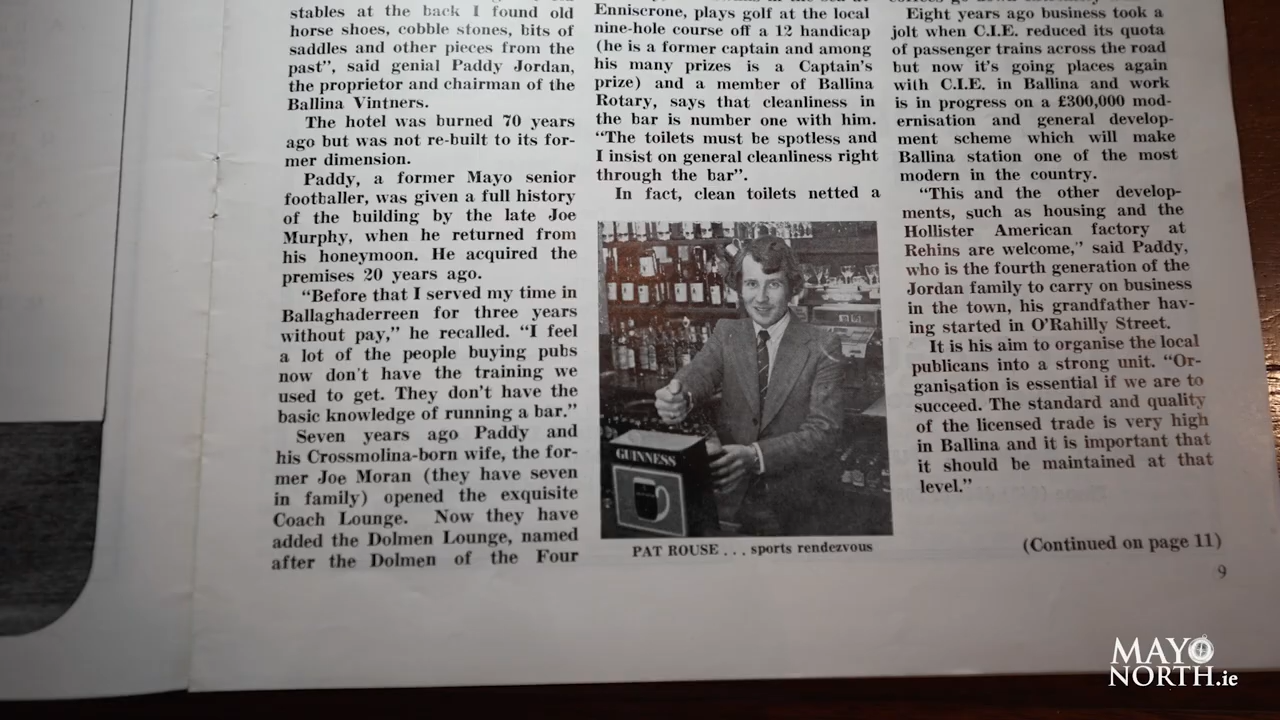 stables at the back I found old
horse shoes, cobble stones, bits of
saddles and other pieces from the
past", said genial Paddy Jordan,
the proprietor and chairman of the
Ballina Vintners.
The hotel was burned 70 years
ago but was not re-built to its for-
mer dimension.
Paddy, a former Mayo senior
footballer, was given a full history
of the building by the late Joe
Murphy, when he returned from
his honeymoon. He acquired the
premises 20 years ago.
"Before that I served my time in
Ballaghaderreen for three years
without pay," he recalled. "I feel
a lot of the people buying pubs
now don't have the training we
used to get. They don't have the
basic knowledge of running a bar."
Seven years ago Paddy and
his Crossmolina-born wife, the for-
mer Joe Moran (they have seven
in family) opened the exquisite
Coach Lounge. Now they have
added the Dolmen Lounge, named
after the Dolmen of the Four
Enniscrone, plays golf at the local
nine-hole course off a 12 handicap
(he is a former captain and among
his many prizes is a Captain's
prize) and a member of Ballina
Rotary, says that cleanliness in
the bar is number one with him.
"The toilets must be spotless and
I insist on general cleanliness right
through the bar".
In fact, clean toilets netted a
GUINNESS
PAT ROUSE . . . sports rendezvous
Eight years ago business took a
jolt when C.I.E. reduced its quota
of passenger trains across the road
but now it's going places again
with C.I.E. in Ballina and work
is in progress on a £300,000 mod-
ernisation and general develop-
ment scheme which will make
Ballina station one of the most
modern in the country.
"This and the other develop-
ments, such as housing and the
Hollister American factory at
Rehins are welcome," said Paddy,
who is the fourth generation of the
Jordan family to carry on business
in the town, his grandfather hav-
ing started in O'Rahilly Street.
It is his aim to organise the local
publicans into a strong unit. "Or-
ganisation is essential if we are to
succeed. The standard and quality
of the licensed trade is very high
in Ballina and it is important that
it should be maintained at that
level."
(Continued on page 11)
9
MAYO
NORTH.ie